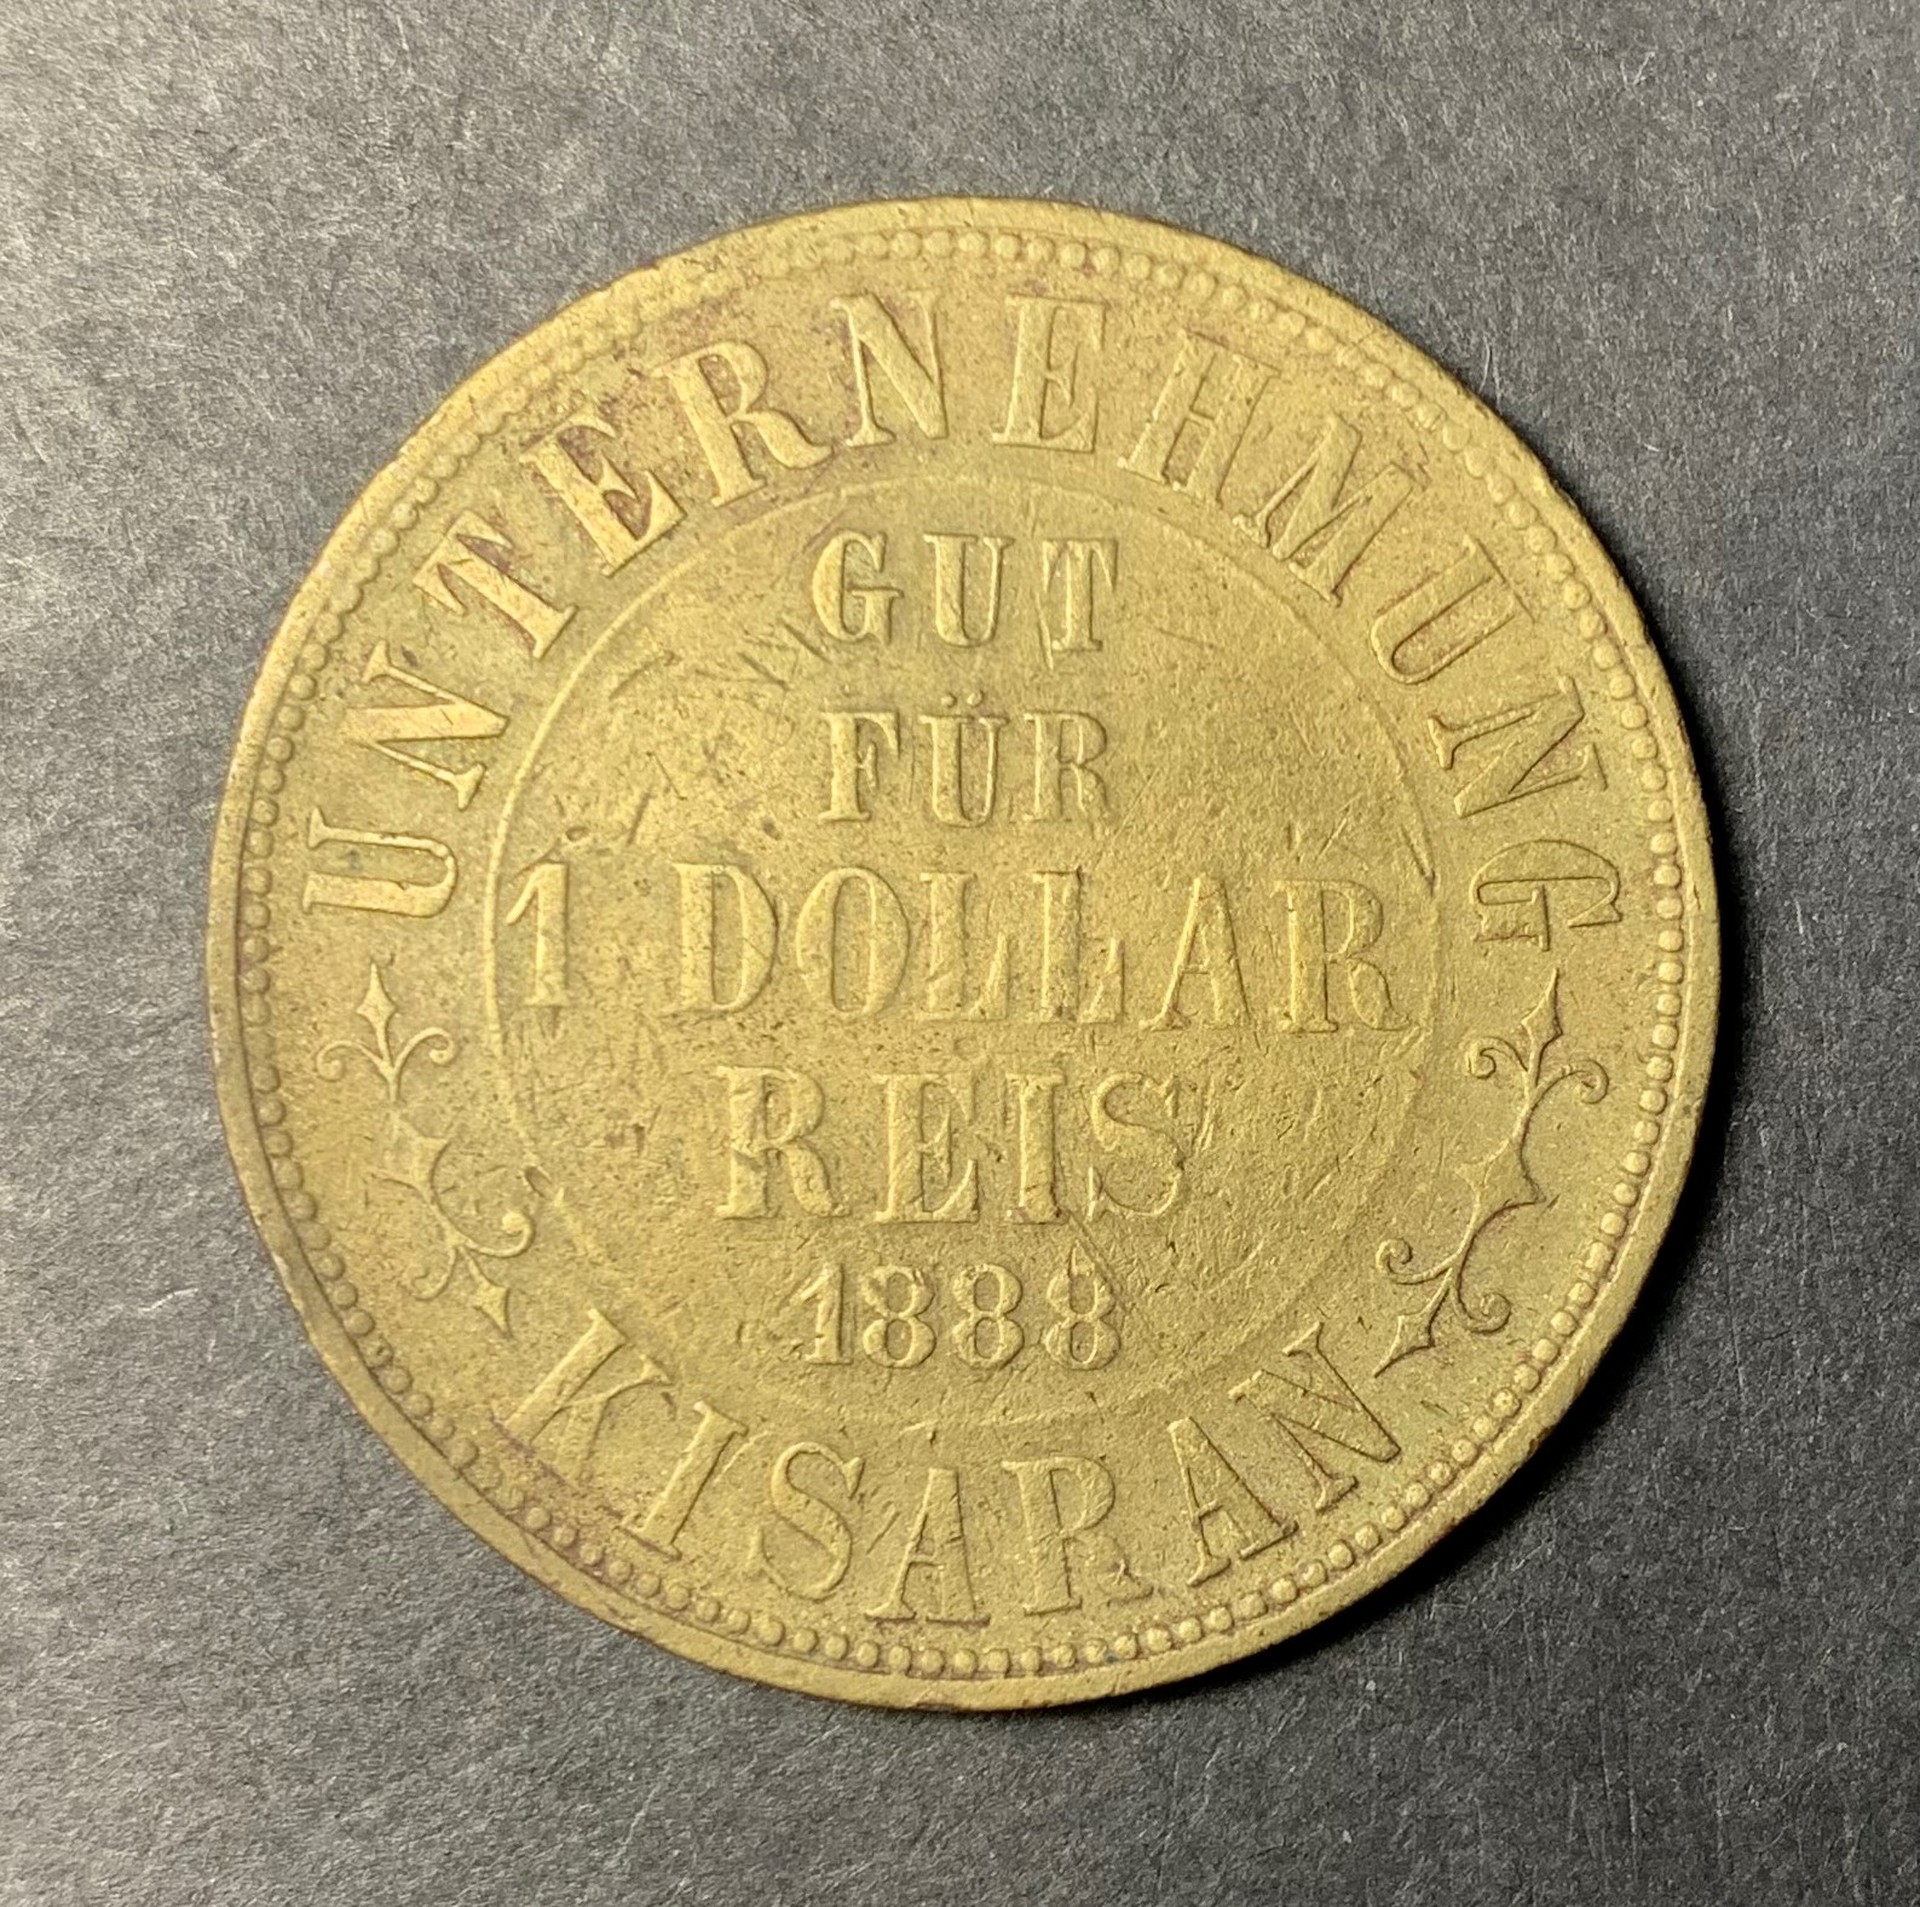 UNTERNEHMUNG
GUT
FÜR
1 DOLLAR
REIS
1888
KISARAN